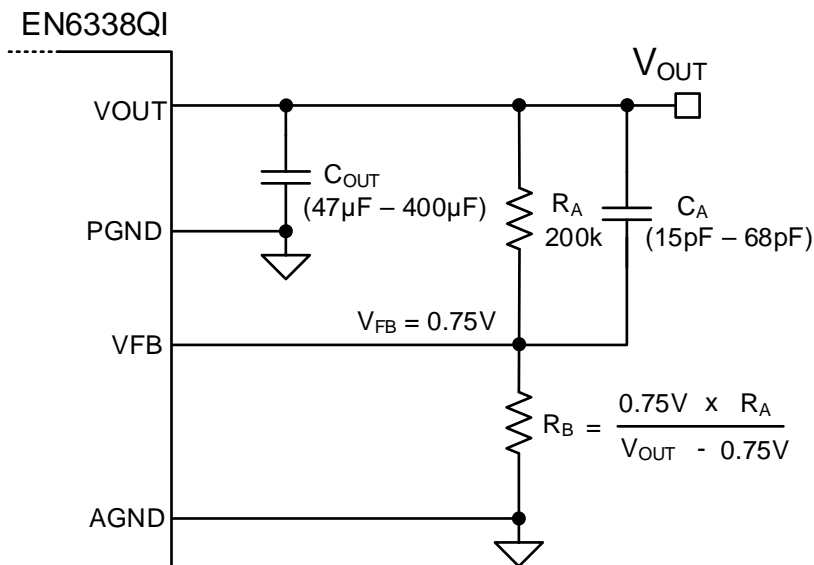 EN6338QI
VOUT
VOUT
COUT
(47µF – 400µF)
RA
200k
CA
(15pF – 68pF)
PGND
VFB = 0.75V
VFB
RB = 0.75V x RA
VOUT - 0.75V
AGND